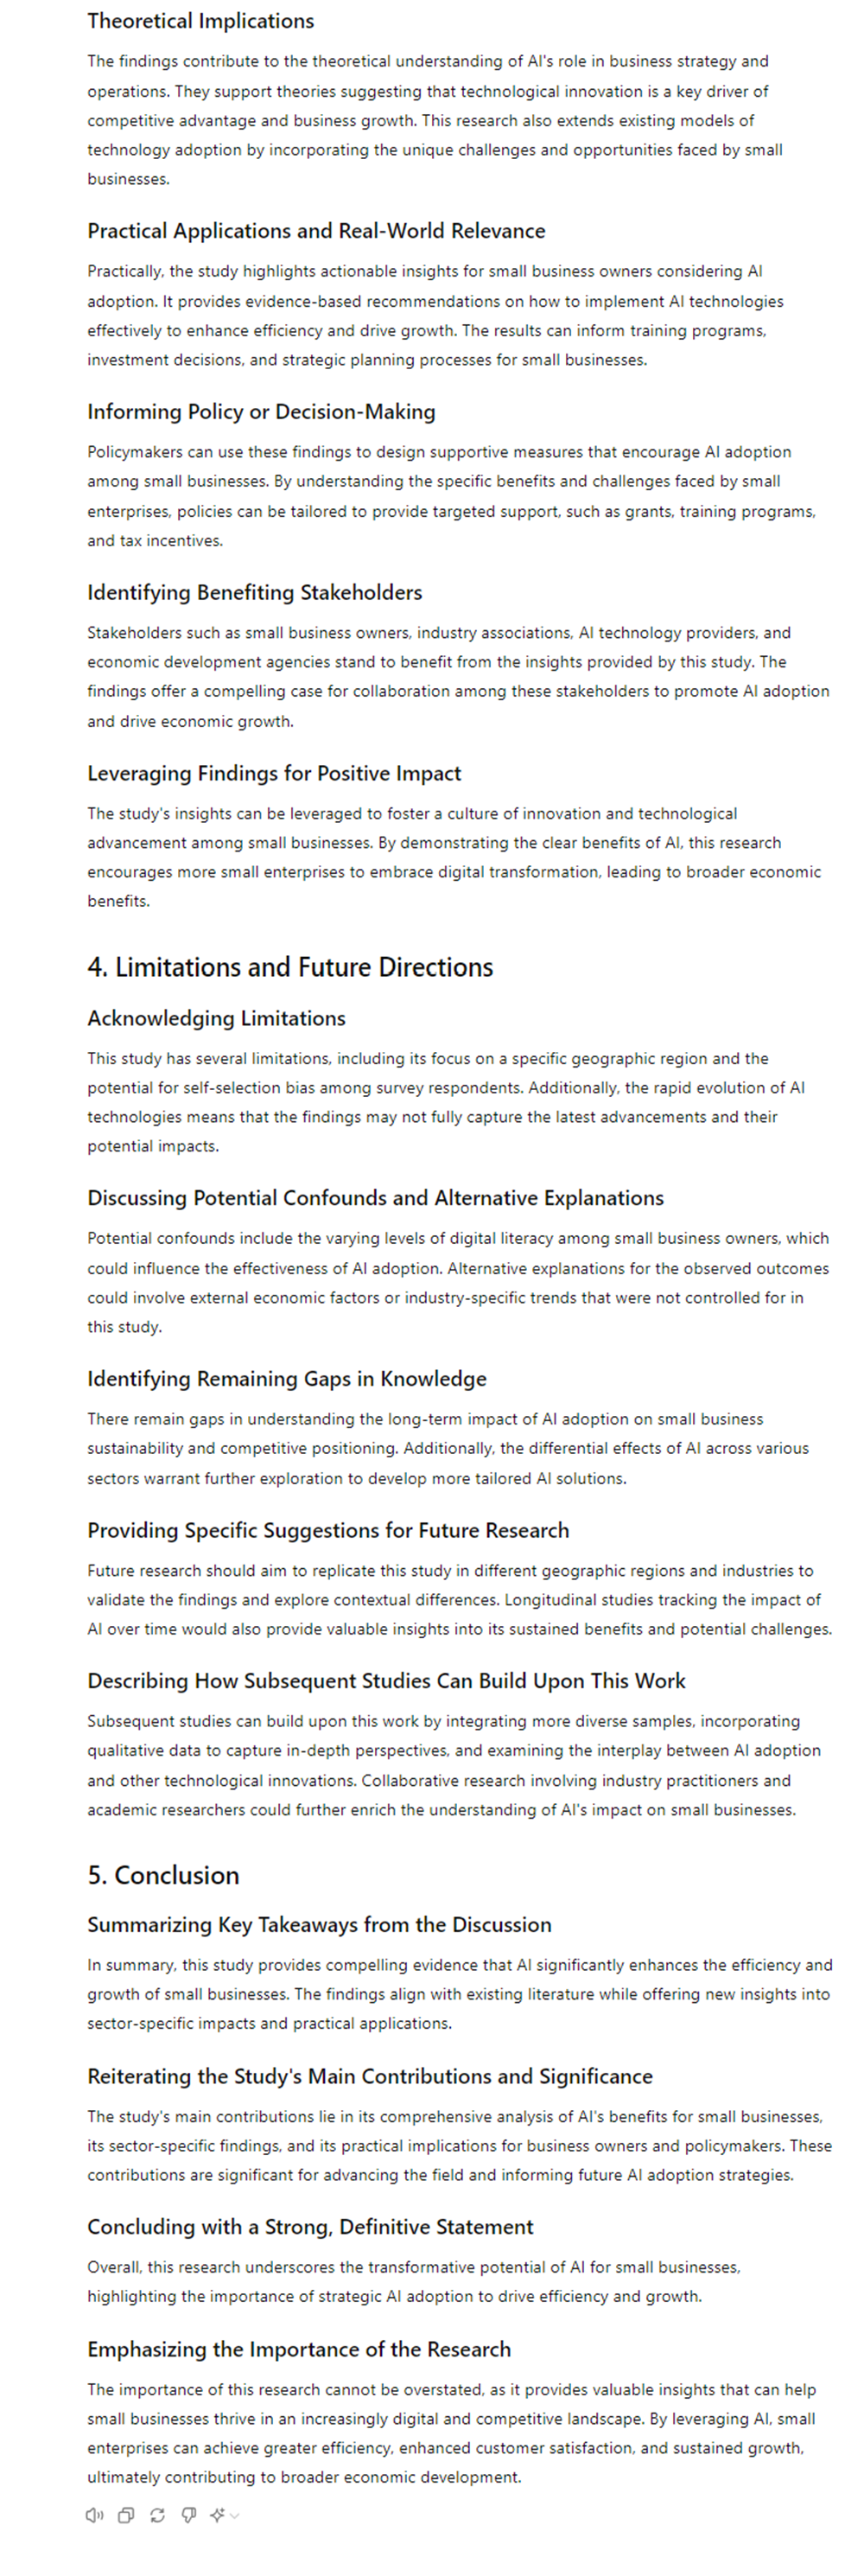 Theoretical Implications
The findings contribute to the theoretical understanding of AI's role in business strategy and
operations. They support theories suggesting that technological innovation is a key driver of
competitive advantage and business growth. This research also extends existing models of
technology adoption by incorporating the unique challenges and opportunities faced by small
businesses.
Practical Applications and Real-World Relevance
Practically, the study highlights actionable insights for small business owners considering AI
adoption. It provides evidence-based recommendations on how to implement AI technologies
effectively to enhance efficiency and drive growth. The results can inform training programs,
investment decisions, and strategic planning processes for small businesses.
Informing Policy or Decision-Making
Policymakers can use these findings to design supportive measures that encourage AI adoption
among small businesses. By understanding the specific benefits and challenges faced by small
enterprises, policies can be tailored to provide targeted support, such as grants, training programs,
and tax incentives.
Identifying Benefiting Stakeholders
Stakeholders such as small business owners, industry associations, AI technology providers, and
economic development agencies stand to benefit from the insights provided by this study. The
findings offer a compelling case for collaboration among these stakeholders to promote AI adoption
and drive economic growth.
Leveraging Findings for Positive Impact
The study's insights can be leveraged to foster a culture of innovation and technological
advancement among small businesses. By demonstrating the clear benefits of AI, this research
encourages more small enterprises to embrace digital transformation, leading to broader economic
benefits.
4. Limitations and Future Directions
Acknowledging Limitations
This study has several limitations, including its focus on a specific geographic region and the
potential for self-selection bias among survey respondents. Additionally, the rapid evolution of AI
technologies means that the findings may not fully capture the latest advancements and their
potential impacts.
Discussing Potential Confounds and Alternative Explanations
Potential confounds include the varying levels of digital literacy among small business owners, which
could influence the effectiveness of AI adoption. Alternative explanations for the observed outcomes
could involve external economic factors or industry-specific trends that were not controlled for in
this study.
Identifying Remaining Gaps in Knowledge
There remain gaps in understanding the long-term impact of AI adoption on small business
sustainability and competitive positioning. Additionally, the differential effects of AI across various
sectors warrant further exploration to develop more tailored AI solutions.
Providing Specific Suggestions for Future Research
Future research should aim to replicate this study in different geographic regions and industries to
validate the findings and explore contextual differences. Longitudinal studies tracking the impact of
AI over time would also provide valuable insights into its sustained benefits and potential challenges.
Describing How Subsequent Studies Can Build Upon This Work
Subsequent studies can build upon this work by integrating more diverse samples, incorporating
qualitative data to capture in-depth perspectives, and examining the interplay between AI adoption
and other technological innovations. Collaborative research involving industry practitioners and
academic researchers could further enrich the understanding of AI's impact on small businesses.
5. Conclusion
Summarizing Key Takeaways from the Discussion
In summary, this study provides compelling evidence that AI significantly enhances the efficiency and
growth of small businesses. The findings align with existing literature while offering new insights into
sector-specific impacts and practical applications.
Reiterating the Study's Main Contributions and Significance
The study's main contributions lie in its comprehensive analysis of AI's benefits for small businesses,
its sector-specific findings, and its practical implications for business owners and policymakers. These
contributions are significant for advancing the field and informing future AI adoption strategies.
Concluding with a Strong, Definitive Statement
Overall, this research underscores the transformative potential of AI for small businesses,
highlighting the importance of strategic AI adoption to drive efficiency and growth.
Emphasizing the Importance of the Research
The importance of this research cannot be overstated, as it provides valuable insights that can help
small businesses thrive in an increasingly digital and competitive landscape. By leveraging AI, small
enterprises can achieve greater efficiency, enhanced customer satisfaction, and sustained growth,
ultimately contributing to broader economic development.